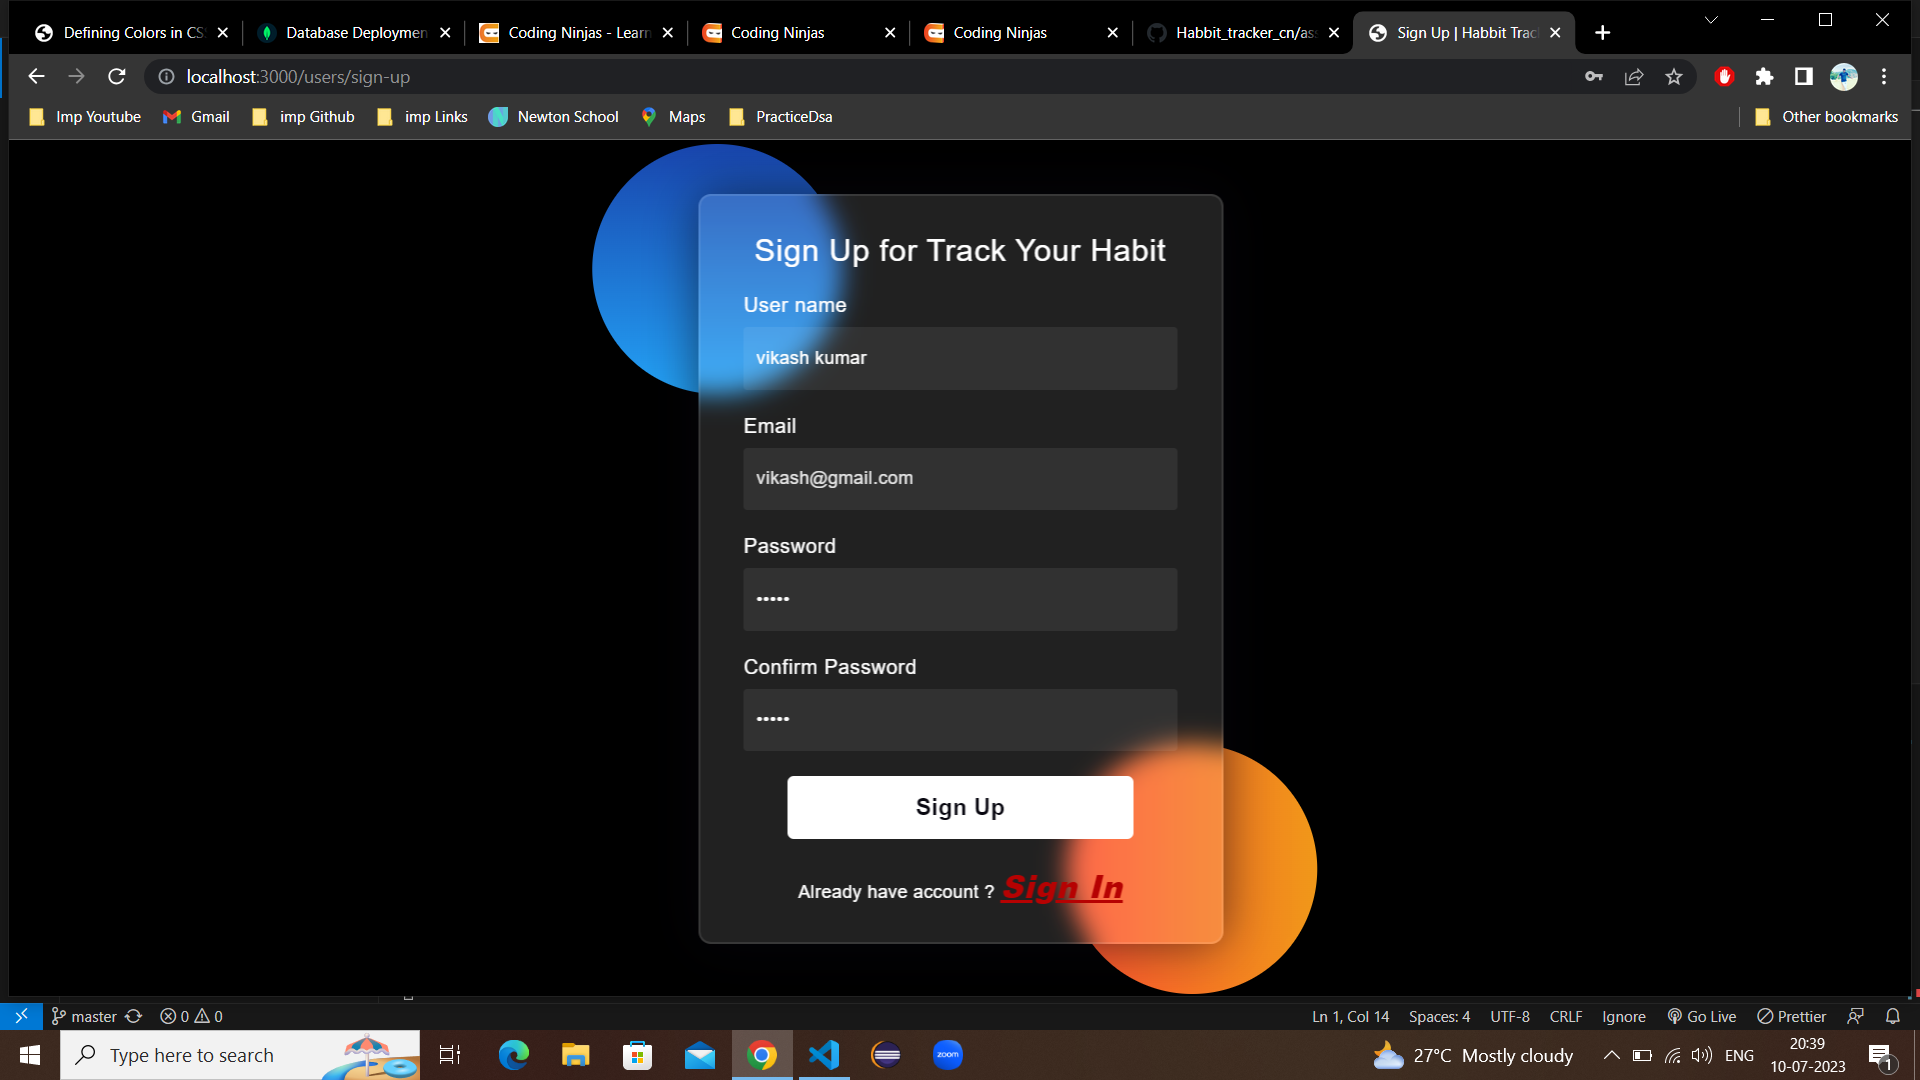 Defining Colors in CS
Database Deploymen
Coding Ninjas - Learn
Coding Ninjas
Coding Ninjas
Habbit_tracker_cn/ass
Sign Up | Habbit Trac
localhost:3000/users/sign-up
Imp Youtube
Gmail
imp Github
imp Links
Newton School
Maps
PracticeDsa
Other bookmarks
Sign Up for Track Your Habit
User name
vikash kumar
Email
vikash@gmail.com
Password
•••••
Confirm Password
•••••
Sign Up
Already have account ? Sign In
master
0
0
Ln 1, Col 14
Spaces: 4
UTF-8
CRLF
Ignore
Go Live
Prettier
Type here to search
zoom
27°C Mostly cloudy
ENG
20:39
10-07-2023
1